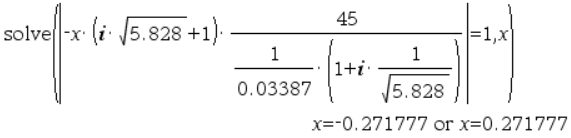 solve(|-x·(i·√5.828+1)·45/(1/0.03387·(1+i·1/√5.828))|=1,x)
x=-0.271777 or x=0.271777